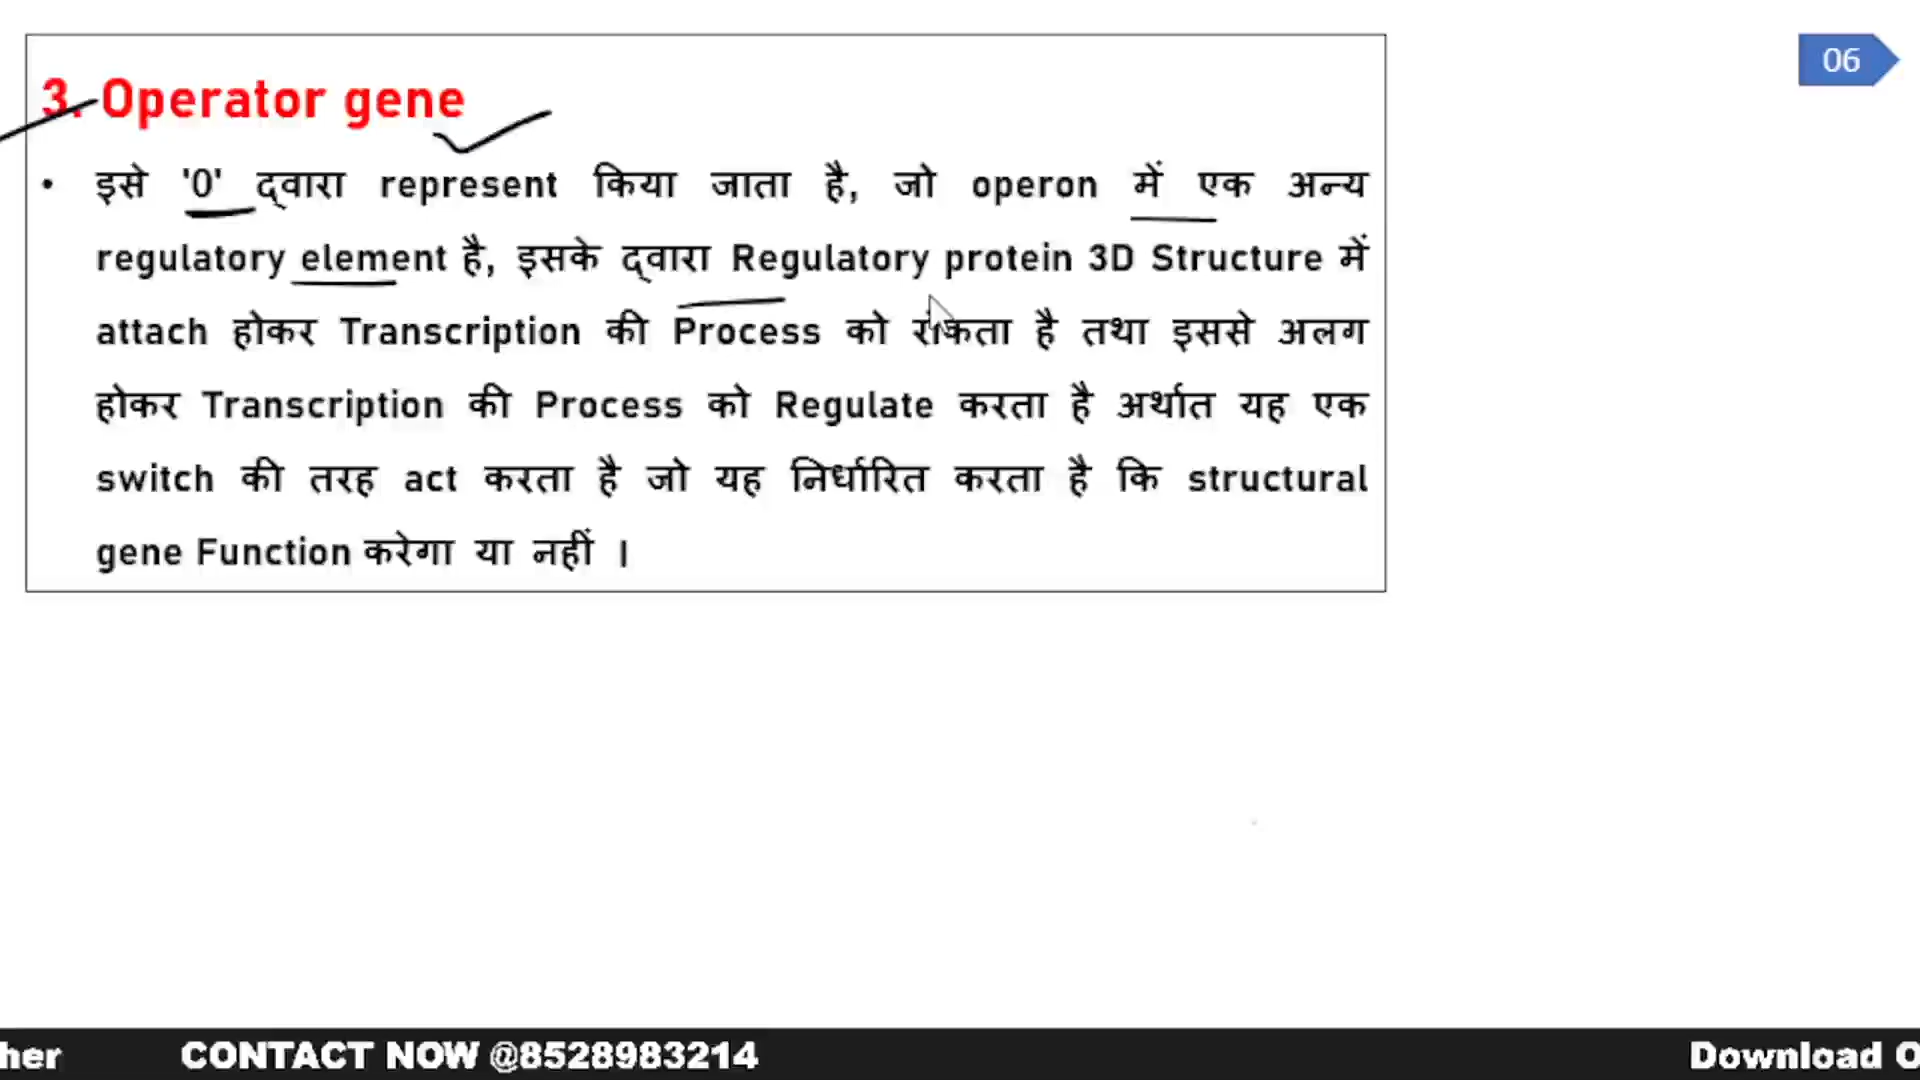 06
3. Operator gene
• इसे 'O' द्वारा represent किया जाता है, जो operon में एक अन्य
regulatory element है, इसके द्वारा Regulatory protein 3D Structure में
attach होकर Transcription की Process को रोकता है तथा इससे अलग
होकर Transcription की Process को Regulate करता है अर्थात यह एक
switch की तरह act करता है जो यह निर्धारित करता है कि structural
gene Function करेगा या नहीं ।
her CONTACT NOW @8528983214 Download O